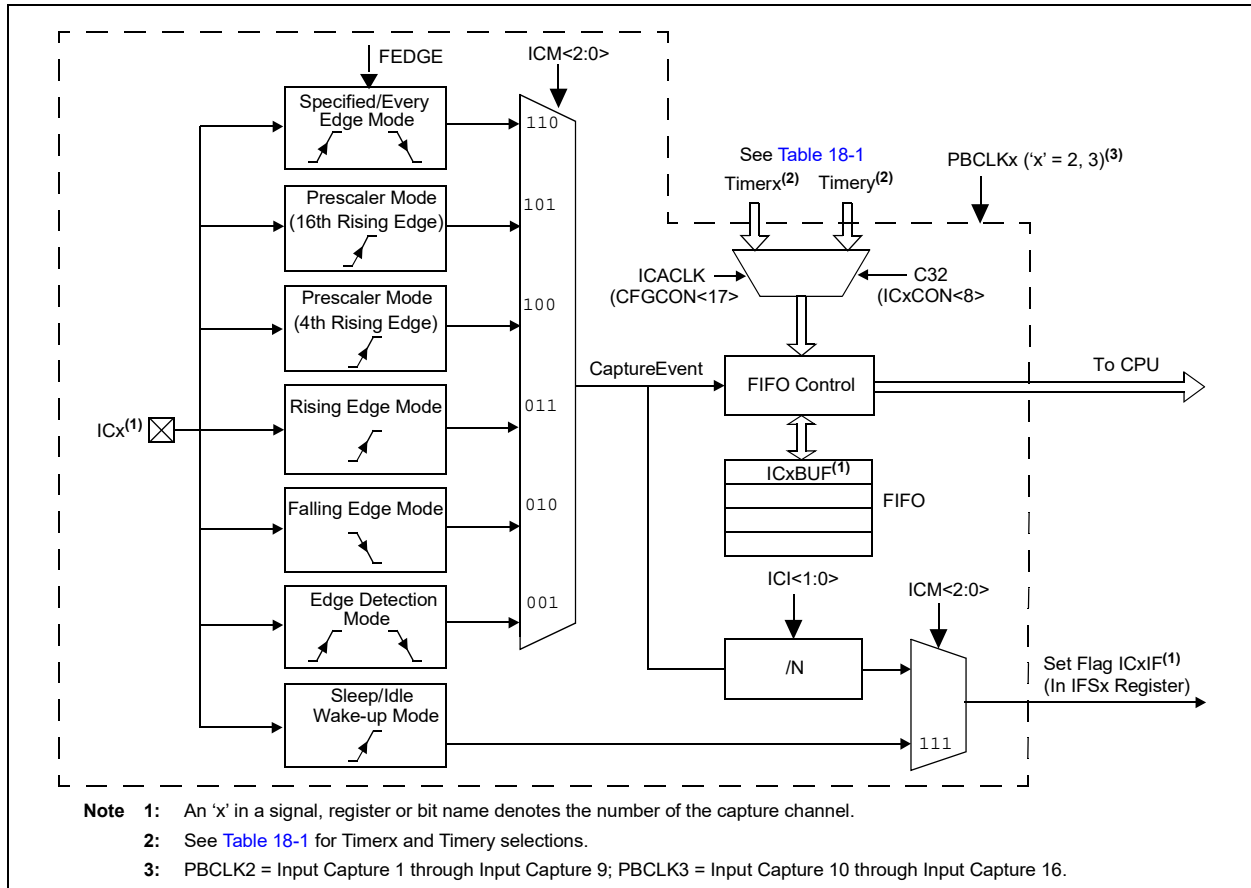 FEDGE
ICM<2:0>
Specified/Every
Edge Mode
110
See Table 18-1
Timerx(2) Timery(2)
PBCLKx (‘x’ = 2, 3)(3)
Prescaler Mode
(16th Rising Edge)
101
ICACLK
(CFGCON<17>
C32
(ICxCON<8>
Prescaler Mode
(4th Rising Edge)
100
CaptureEvent
FIFO Control
To CPU
ICx(1)
Rising Edge Mode
011
ICxBUF(1)
FIFO
Falling Edge Mode
010
ICI<1:0>
ICM<2:0>
Edge Detection
Mode
001
/N
Set Flag ICxIF(1)
(In IFSx Register)
Sleep/Idle
Wake-up Mode
111
Note 1: An ‘x’ in a signal, register or bit name denotes the number of the capture channel.
2: See Table 18-1 for Timerx and Timery selections.
3: PBCLK2 = Input Capture 1 through Input Capture 9; PBCLK3 = Input Capture 10 through Input Capture 16.